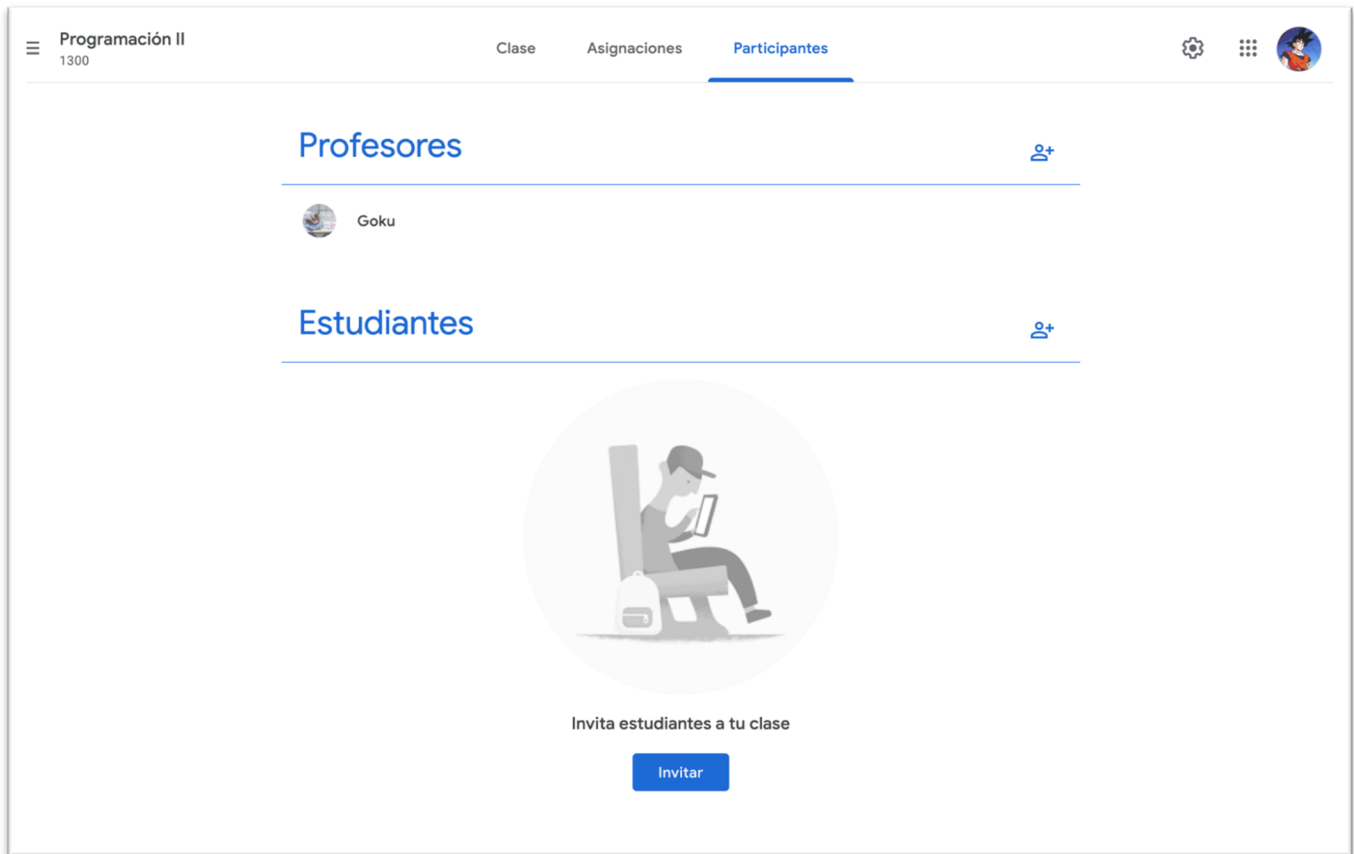 Programación II
1300
Clase
Asignaciones
Participantes
Profesores
Goku
Estudiantes
Invita estudiantes a tu clase
Invitar